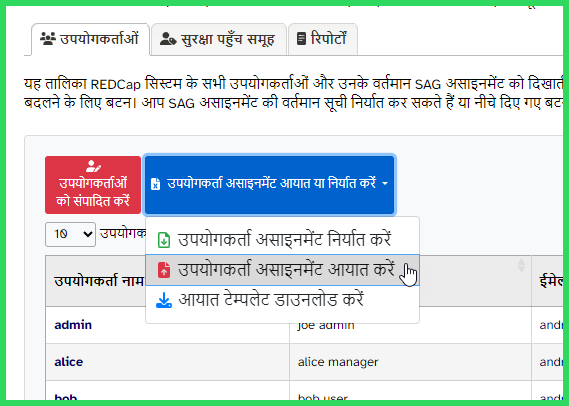 उपयोगकर्ताओं सुरक्षा पहुँच समूह रिपोर्टों
यह तालिका REDCap सिस्टम के सभी उपयोगकर्ताओं और उनके वर्तमान SAG असाइनमेंट को दिखाती
बदलने के लिए बटन। आप SAG असाइनमेंट की वर्तमान सूची निर्यात कर सकते हैं या नीचे दिए गए बट
उपयोगकर्ताओं
को संपादित करें
उपयोगकर्ता असाइनमेंट आयात या निर्यात करें
10 उपयोगक
उपयोगकर्ता असाइनमेंट निर्यात करें
उपयोगकर्ता असाइनमेंट आयात करें
आयात टेम्पलेट डाउनलोड करें
उपयोगकर्ता नाम ईमेल
admin joe admin andr
alice alice manager andr
bob bob user andr